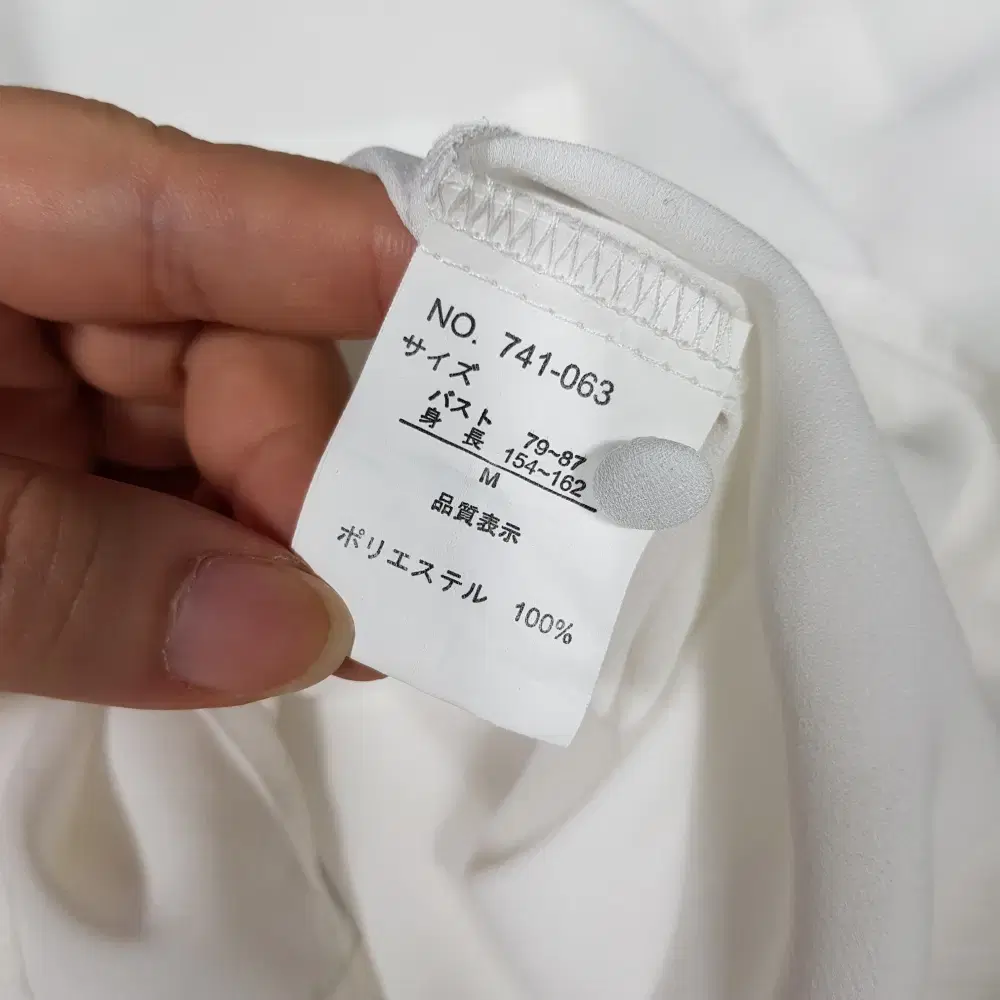 NO. 741-063
サイズ
バスト 79~87
身 長 154~162
M
品質表示
ポリエステル 100%